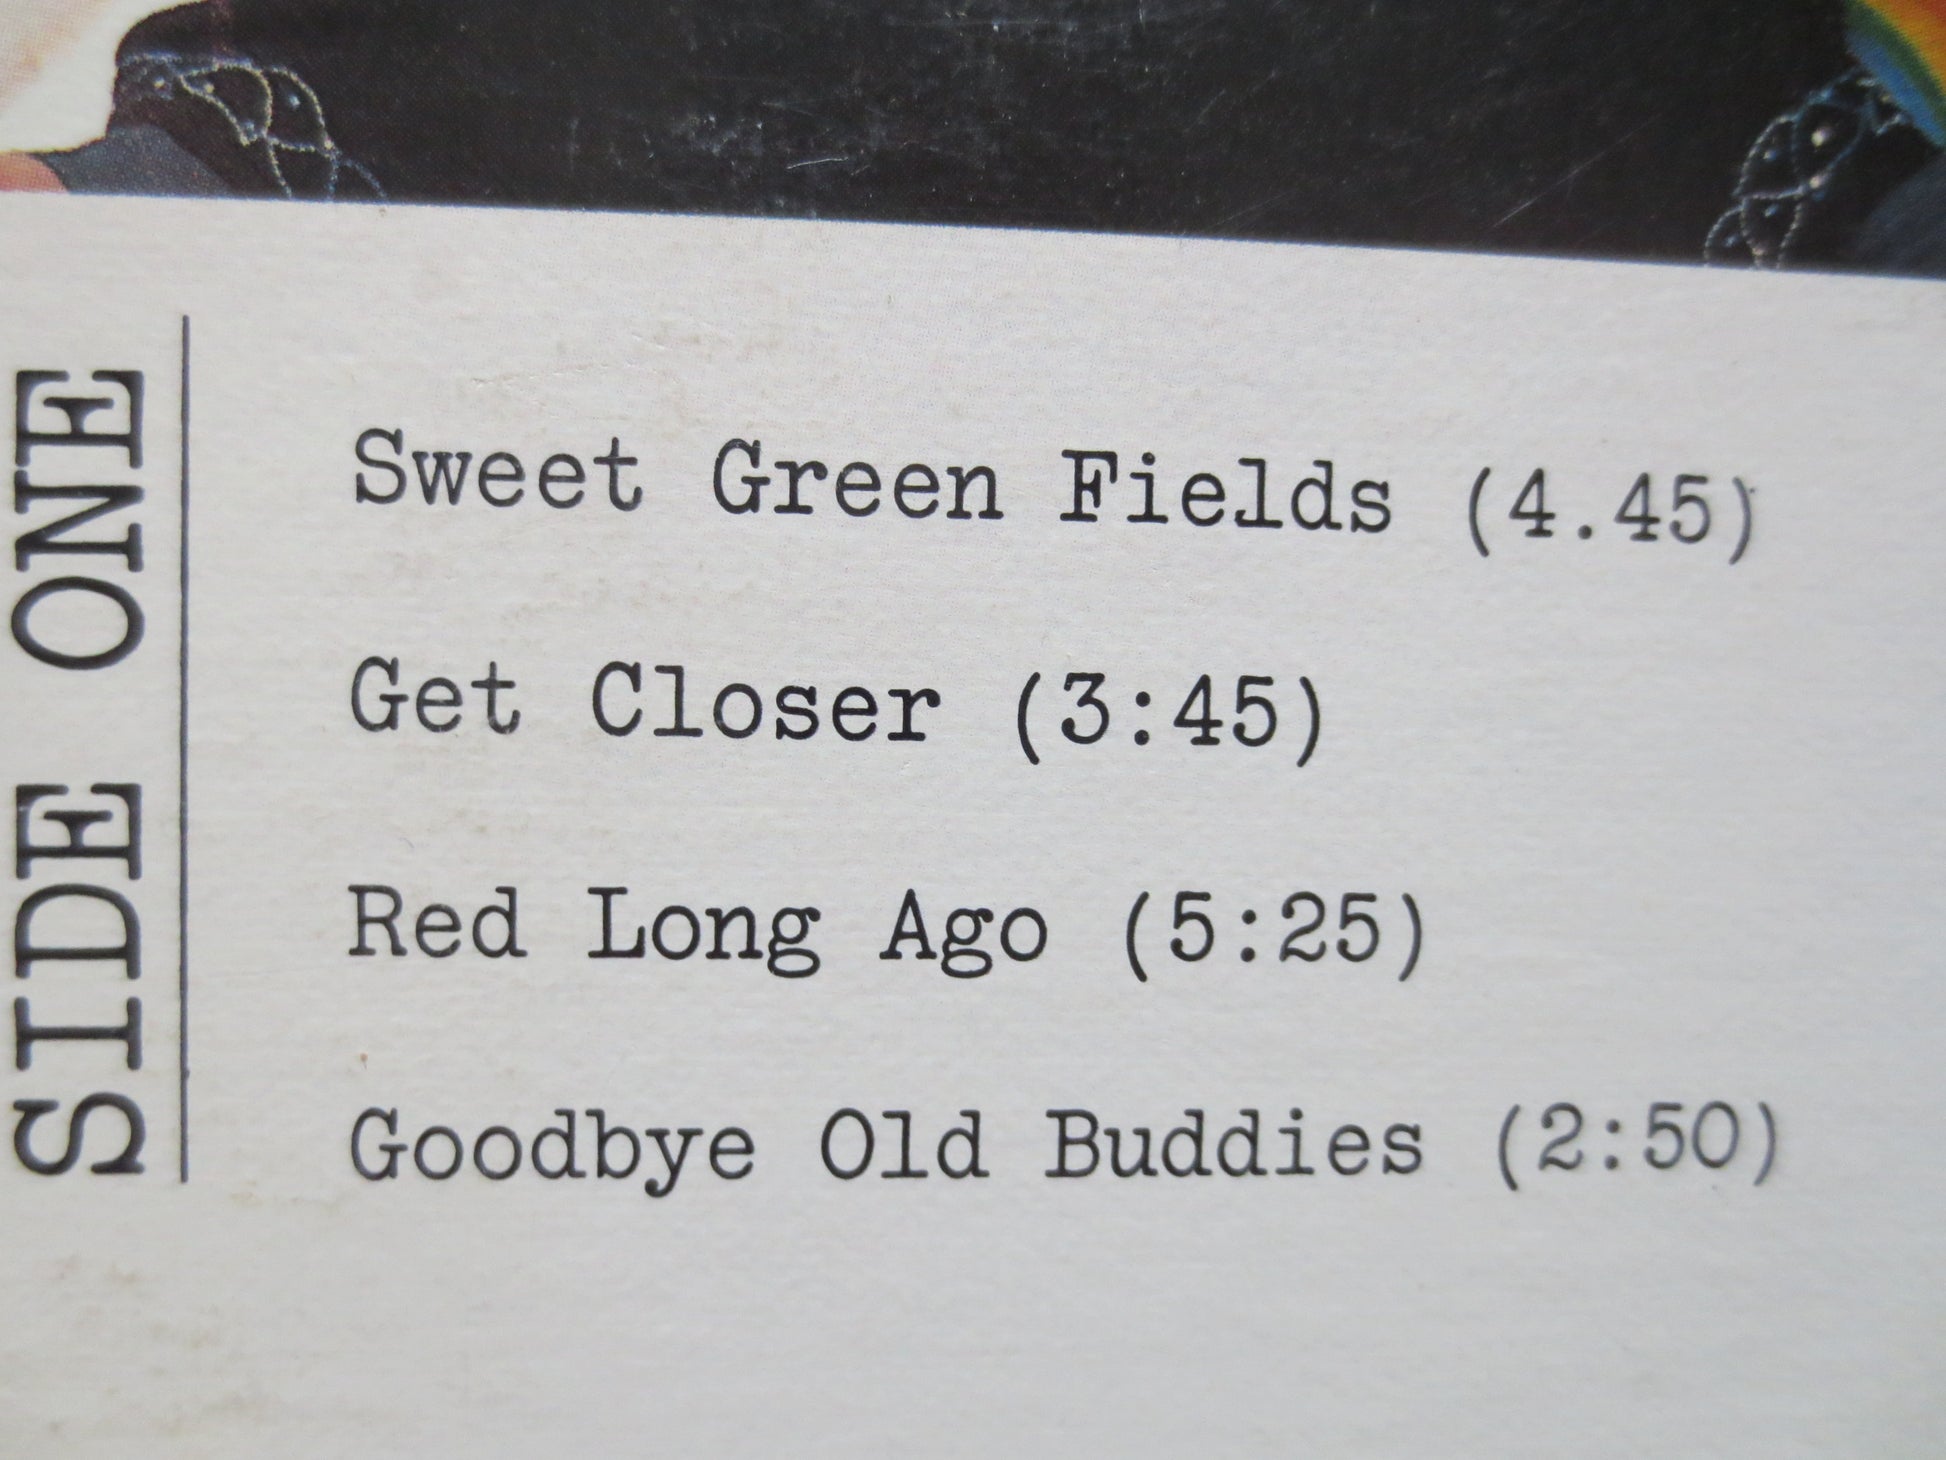 SIDE ONE
Sweet Green Fields (4.45)
Get Closer (3:45)
Red Long Ago (5:25)
Goodbye Old Buddies (2:50)